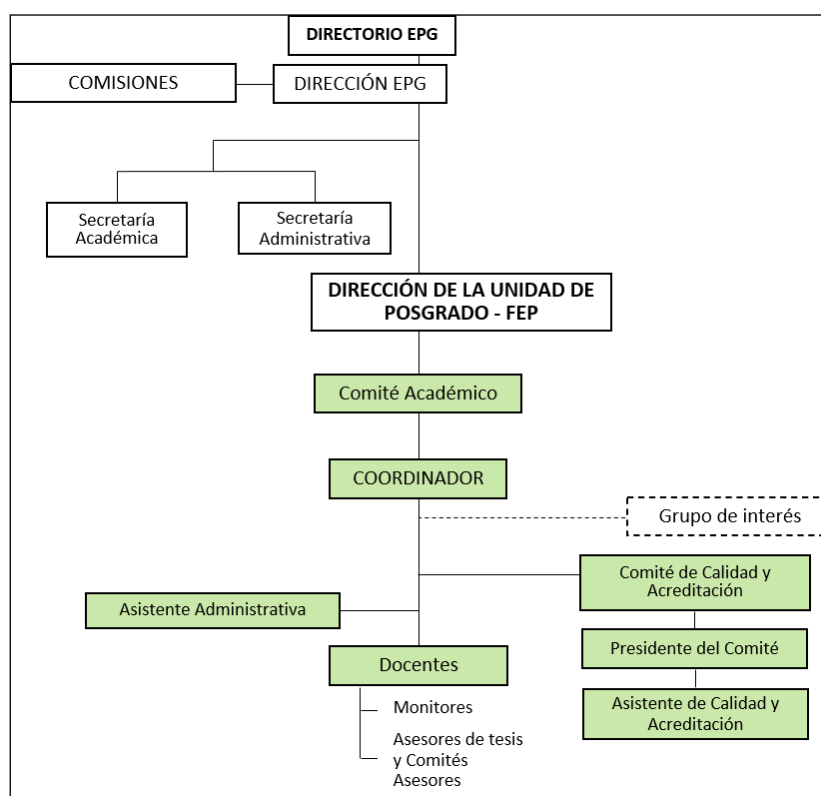 DIRECTORIO EPG
COMISIONES
DIRECCIÓN EPG
Secretaría
Académica
Secretaría
Administrativa
DIRECCIÓN DE LA UNIDAD DE
POSGRADO - FEP
Comité Académico
COORDINADOR
Grupo de interés
Comité de Calidad y
Acreditación
Asistente Administrativa
Presidente del Comité
Docentes
Asistente de Calidad y
Acreditación
Monitores
Asesores de tesis
y Comités
Asesores